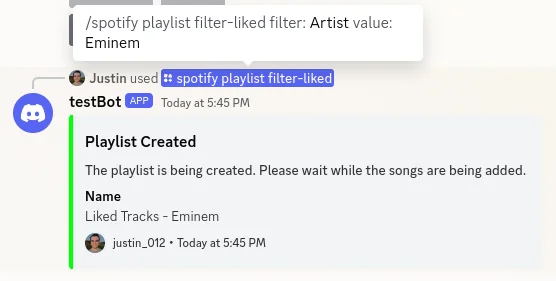 /spotify playlist filter-liked filter: Artist value:
Eminem
Justin used spotify playlist filter-liked
testBot APP Today at 5:45 PM
Playlist Created
The playlist is being created. Please wait while the songs are being added.
Name
Liked Tracks - Eminem
justin_012 • Today at 5:45 PM